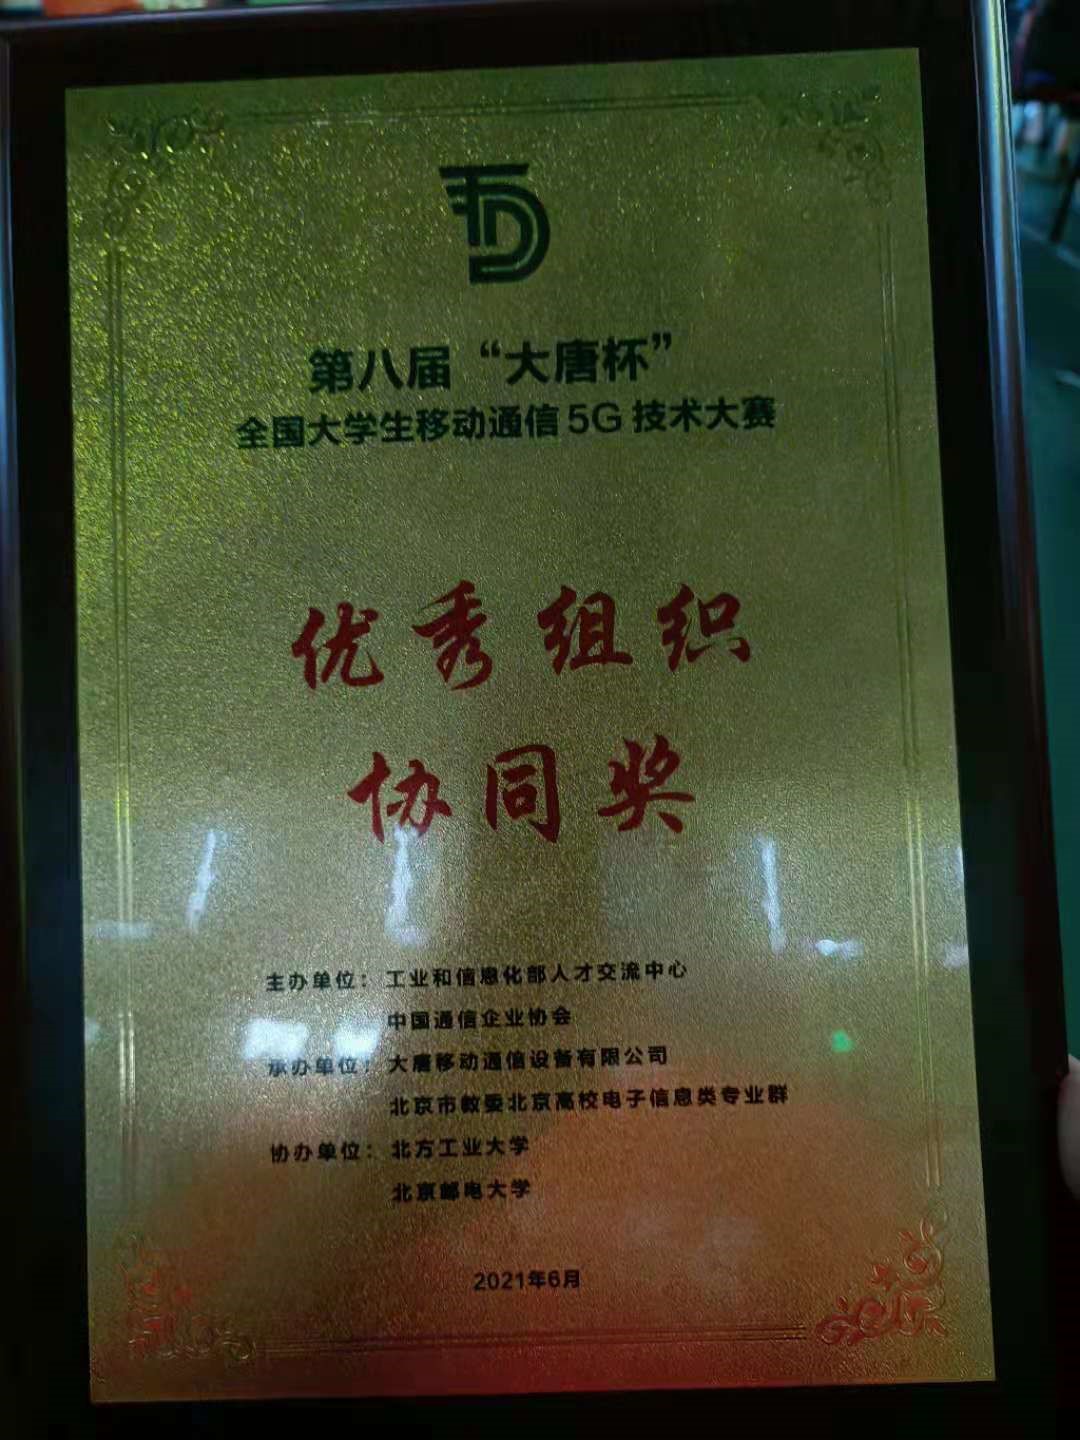 第八届“大唐杯”
全国大学生移动通信5G技术大赛
优秀组织
协同奖
主办单位：工业和信息化部人才交流中心
中国通信企业协会
承办单位：大唐移动通信设备有限公司
北京市教委北京高校电子信息类专业群
协办单位：北方工业大学
北京邮电大学
2021年6月